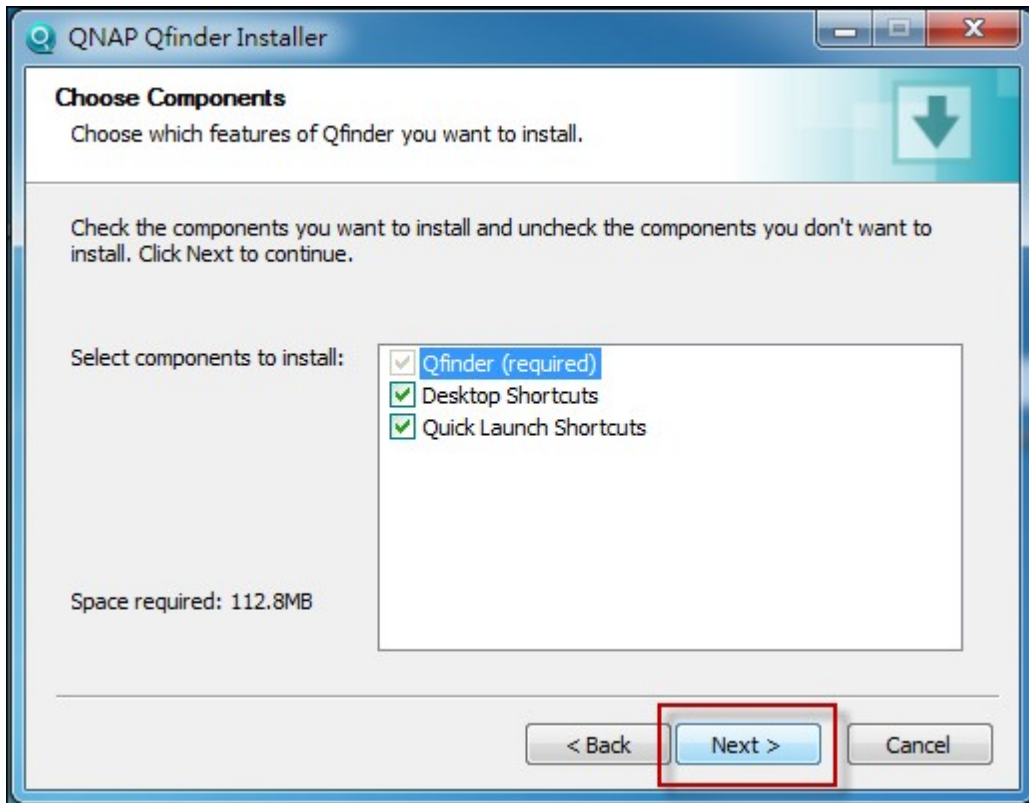 QNAP Qfinder Installer
Choose Components
Choose which features of Qfinder you want to install.
Check the components you want to install and uncheck the components you don't want to
install. Click Next to continue.
Select components to install:
Qfinder (required)
Desktop Shortcuts
Quick Launch Shortcuts
Space required: 112.8MB
< Back
Next >
Cancel